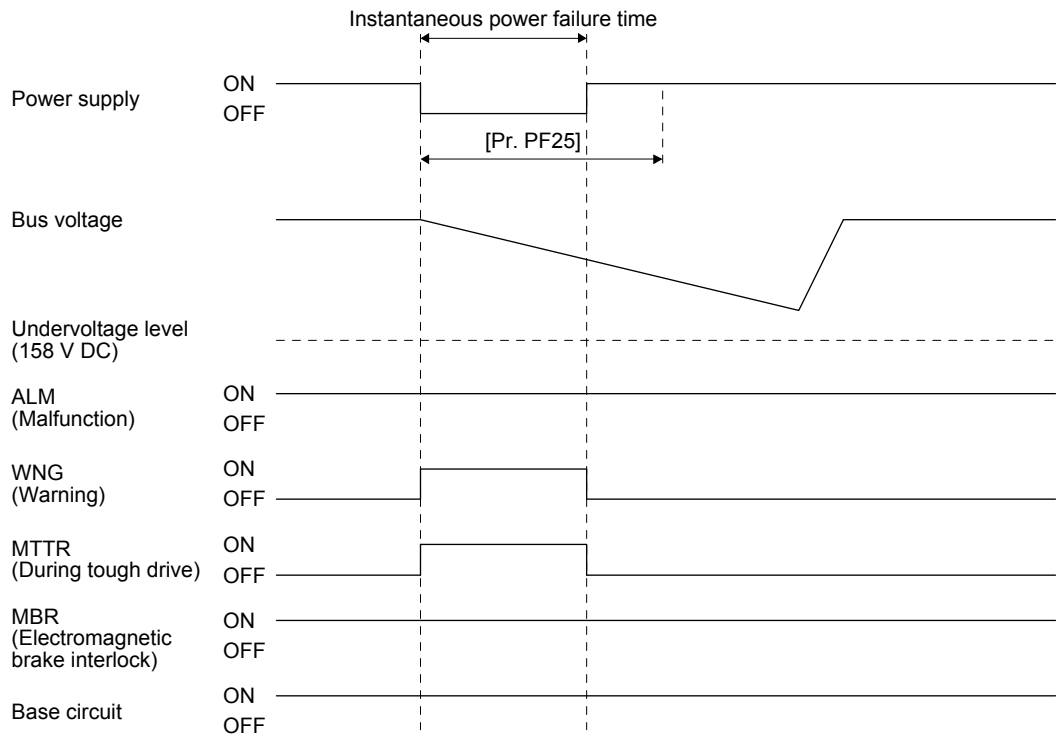 Instantaneous power failure time
Power supply
ON
OFF
[Pr. PF25]
Bus voltage
Undervoltage level
(158 V DC)
ALM
(Malfunction)
ON
OFF
WNG
(Warning)
ON
OFF
MTTR
(During tough drive)
ON
OFF
MBR
(Electromagnetic
brake interlock)
ON
OFF
Base circuit
ON
OFF